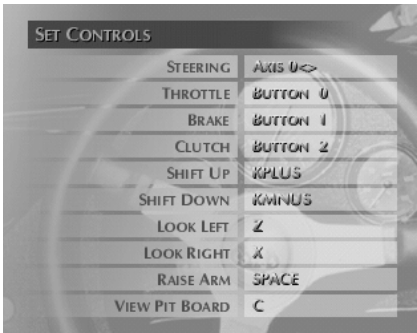 SET CONTROLS
STEERING AXIS 0<>
THROTTLE BUTTON 0
BRAKE BUTTON 1
CLUTCH BUTTON 2
SHIFT UP KPLUS
SHIFT DOWN KMINUS
LOOK LEFT Z
LOOK RIGHT X
RAISE ARM SPACE
VIEW PIT BOARD C